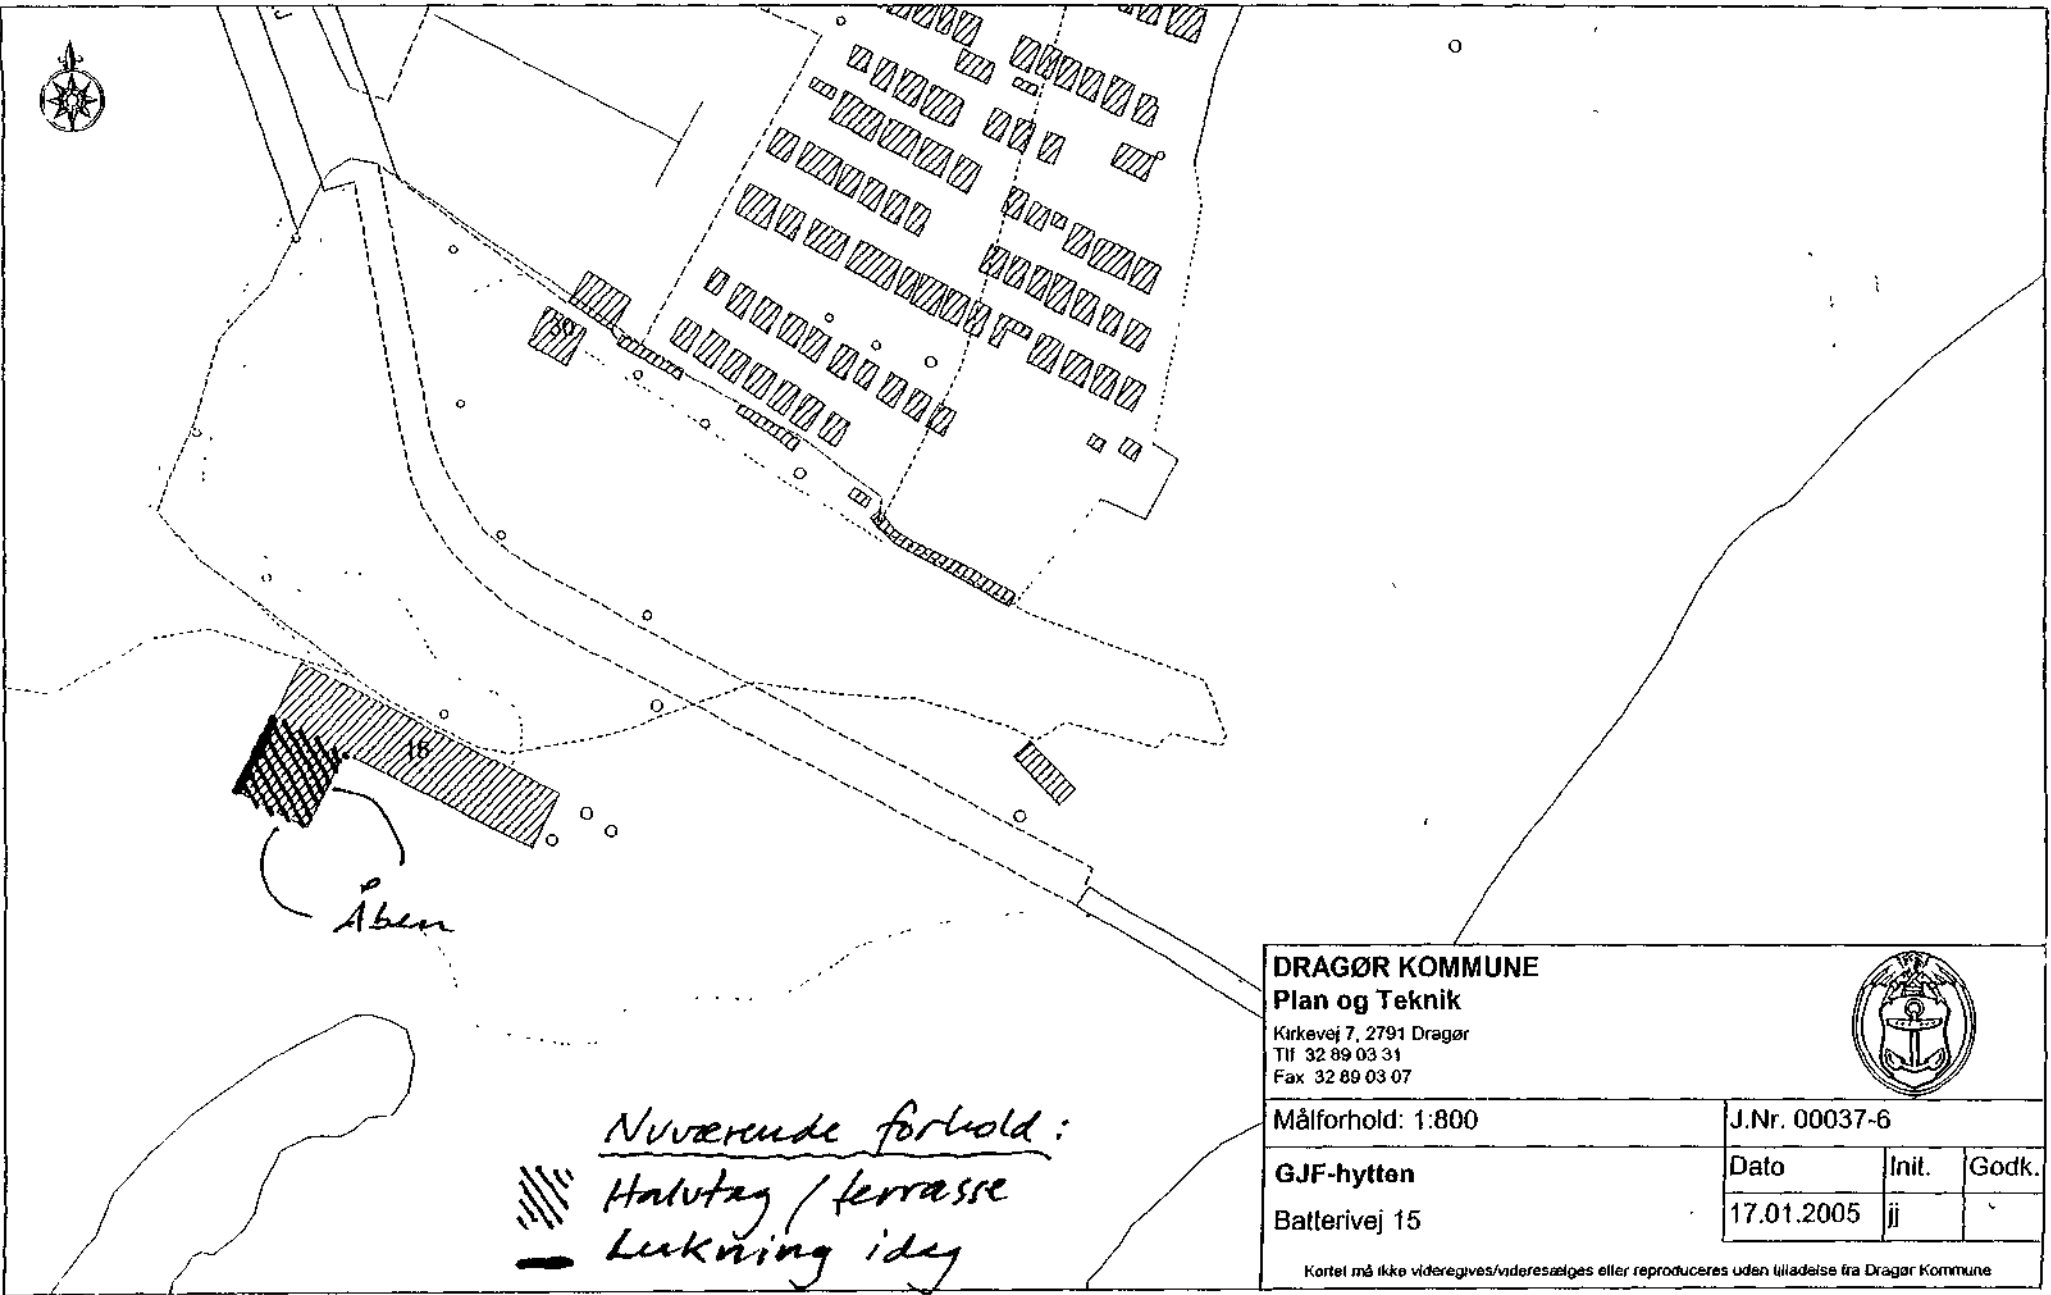 30
15
Åben
Nuværende forhold:
Halvtag / terrasse
Lukning idag
DRAGØR KOMMUNE
Plan og Teknik
Kirkevej 7, 2791 Dragør
Tlf 32 89 03 31
Fax 32 89 03 07
Målforhold: 1:800
J.Nr. 00037-6
GJF-hytten
Batterivej 15
Dato Init. Godk.
17.01.2005 jj
Kortet må ikke videregives/videresælges eller reproduceres uden tilladelse fra Dragør Kommune